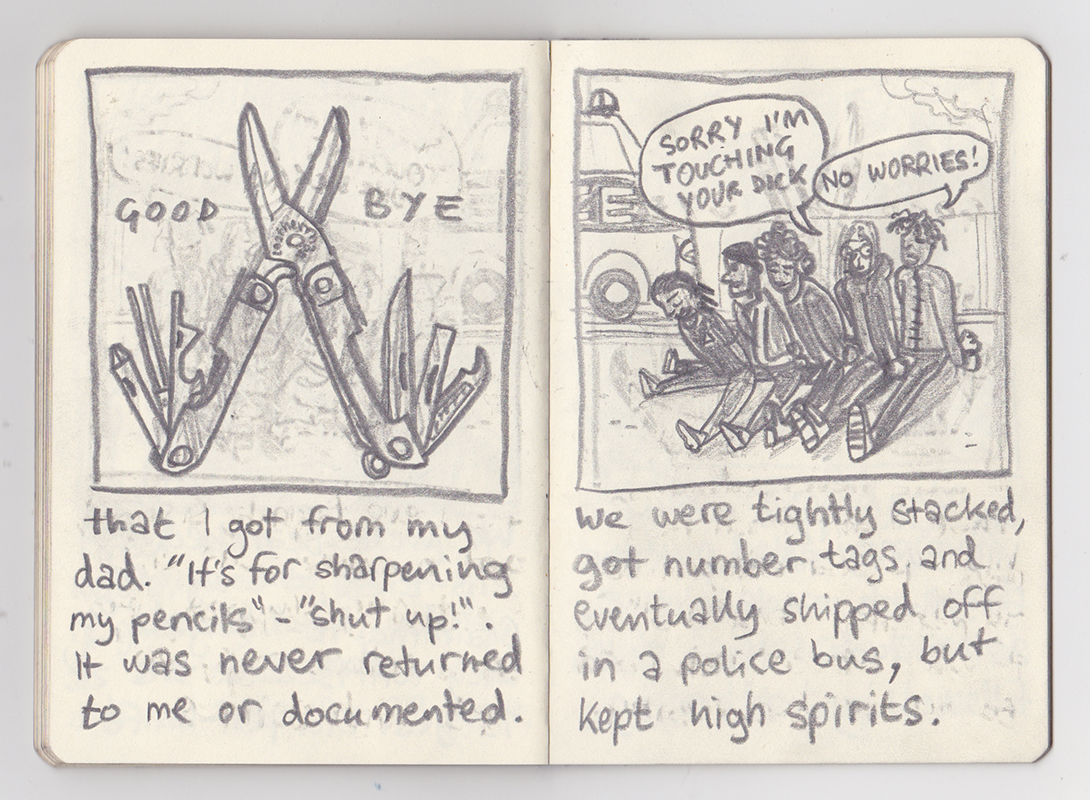 GOOD BYE
that I got from my
dad. "It's for sharpening
my pencils" - "shut up!".
It was never returned
to me or documented.
SORRY I'M
TOUCHING
YOUR DICK
NO WORRIES!
CE
We were tightly stacked,
got number tags and
eventually shipped off
in a police bus, but
kept high spirits.